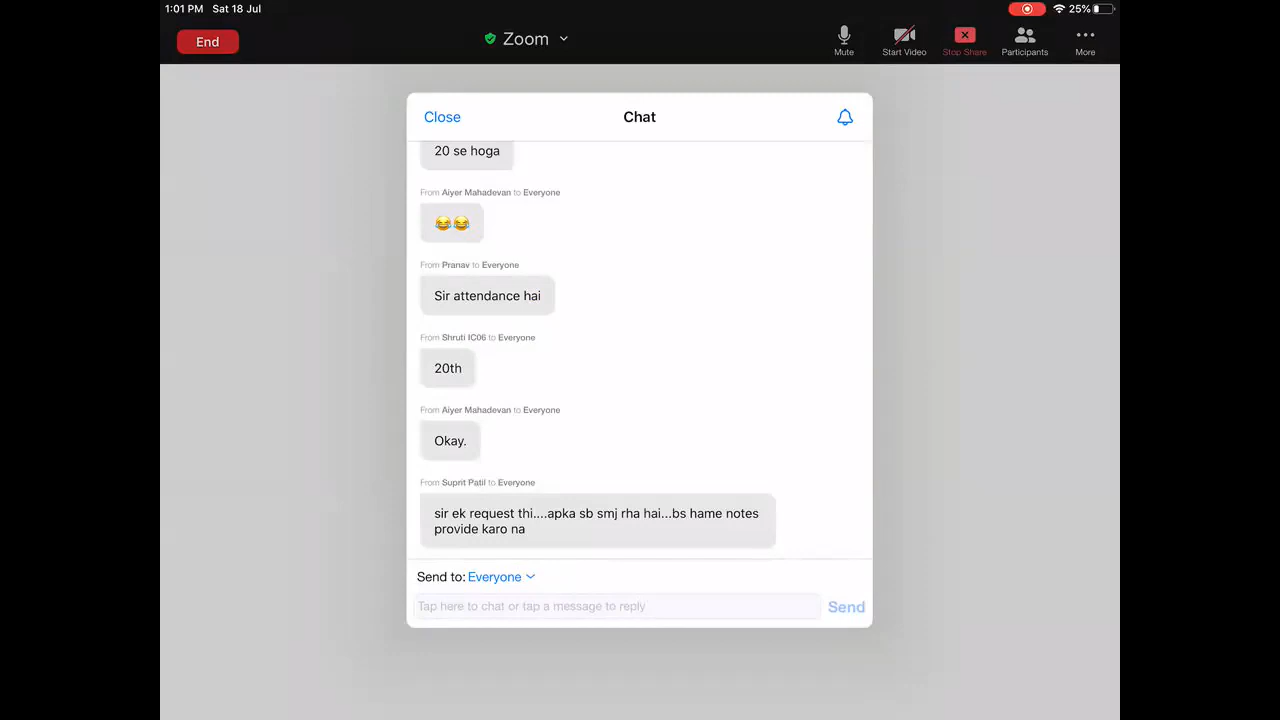 1:01 PM Sat 18 Jul
25%
End
Zoom
Mute
Start Video
Stop Share
Participants
More
Close
Chat
20 se hoga
From Aiyer Mahadevan to Everyone
😂😂
From Pranav to Everyone
Sir attendance hai
From Shruti IC06 to Everyone
20th
From Aiyer Mahadevan to Everyone
Okay.
From Suprit Patil to Everyone
sir ek request thi....apka sb smj rha hai...bs hame notes
provide karo na
Send to: Everyone
Tap here to chat or tap a message to reply
Send